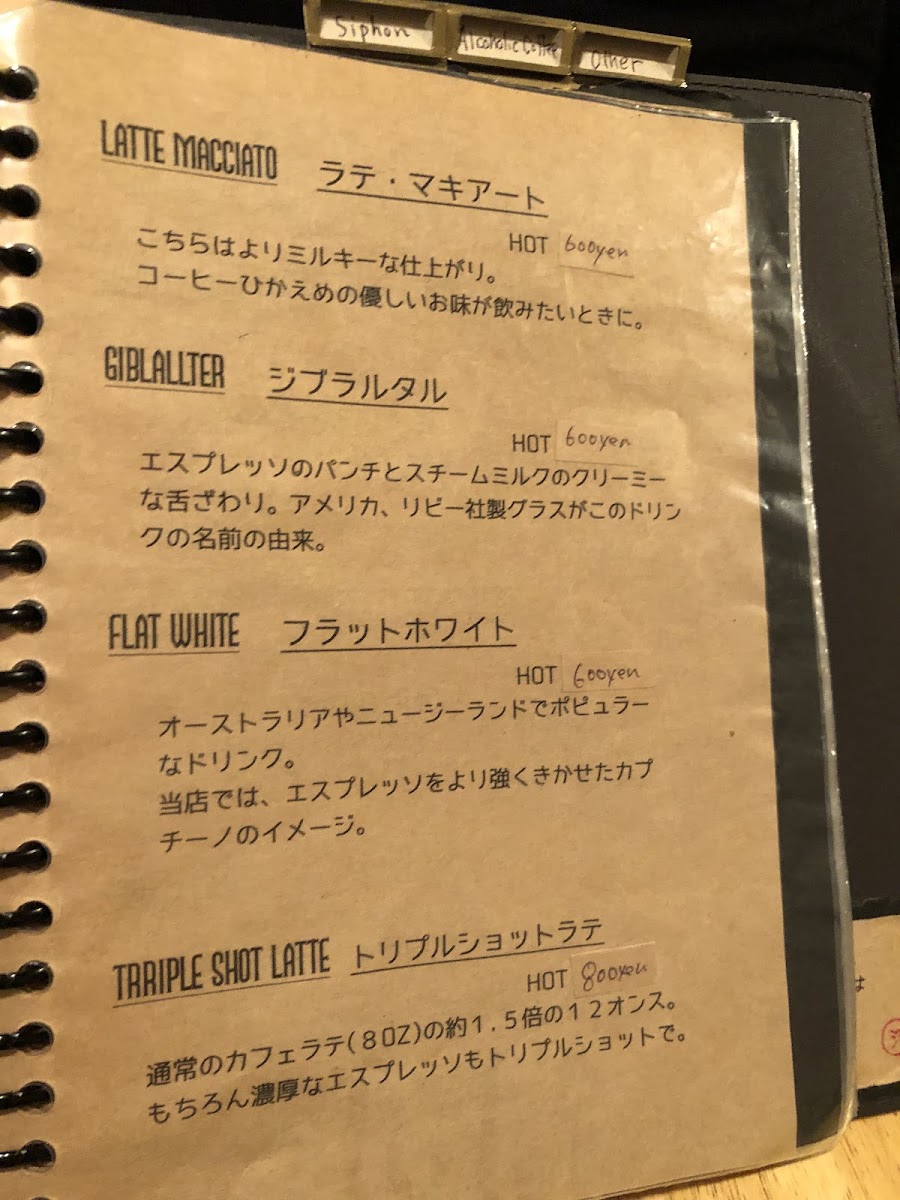 Siphon
Alcoholic Coffee
Other
LATTE MACCIATO ラテ・マキアート
HOT 600yen
こちらはよりミルキーな仕上がり。
コーヒーひかえめの優しいお味が飲みたいときに。
GIBLALLTER ジブラルタル
HOT 600yen
エスプレッソのパンチとスチームミルクのクリーミー
な舌ざわり。アメリカ、リビー社製グラスがこのドリン
クの名前の由来。
FLAT WHITE フラットホワイト
HOT 600yen
オーストラリアやニュージーランドでポピュラー
なドリンク。
当店では、エスプレッソをより強くきかせたカプ
チーノのイメージ。
TRRIPLE SHOT LATTE トリプルショットラテ
HOT 800yen
通常のカフェラテ(8OZ)の約1.5倍の12オンス。
もちろん濃厚なエスプレッソもトリプルショットで。
は